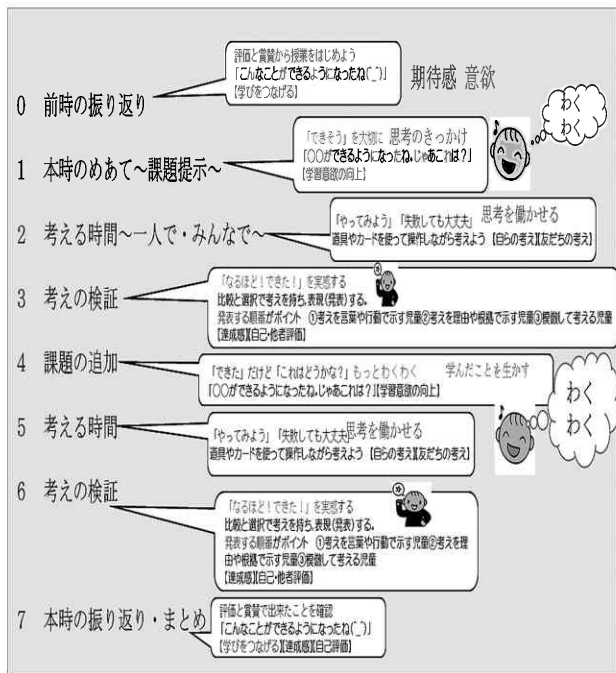 評価と賞賛から授業をはじめよう
「こんなことができるようになったね(^_^)」
【学びをつなげる】
期待感 意欲
0 前時の振り返り
わく
わく
「できそう」を大切に 思考のきっかけ
「〇〇ができるようになったね。じゃあこれは?」
【学習意欲の向上】
1 本時のめあて~課題提示~
「やってみよう」「失敗しても大丈夫」 思考を働かせる
道具やカードを使って操作しながら考えよう 【自らの考え】【友だちの考え】
2 考える時間~一人で・みんなで~
「なるほど!できた!」を実感する
比較と選択で考えを持ち、表現(発表)する。
発表する順番がポイント ①考えを言葉や行動で示す児童②考えを理由や根拠で示す児童③模倣して考える児童
【達成感】【自己・他者評価】
3 考えの検証
4 課題の追加
「できた」だけど「これはどうかな?」もっとわくわく 学んだことを生かす
「〇〇ができるようになったね。じゃあこれは?」【学習意欲の向上】
わく
わく
5 考える時間
「やってみよう」「失敗しても大丈夫」思考を働かせる
道具やカードを使って操作しながら考えよう 【自らの考え】【友だちの考え】
6 考えの検証
「なるほど!できた!」を実感する
比較と選択で考えを持ち、表現(発表)する。
発表する順番がポイント ①考えを言葉や行動で示す児童②考えを理
由や根拠で示す児童③模倣して考える児童
【達成感】【自己・他者評価】
7 本時の振り返り・まとめ
評価と賞賛で出来たことを確認
「こんなことができるようになったね(^_^)」
【学びをつなげる】【達成感】【自己評価】